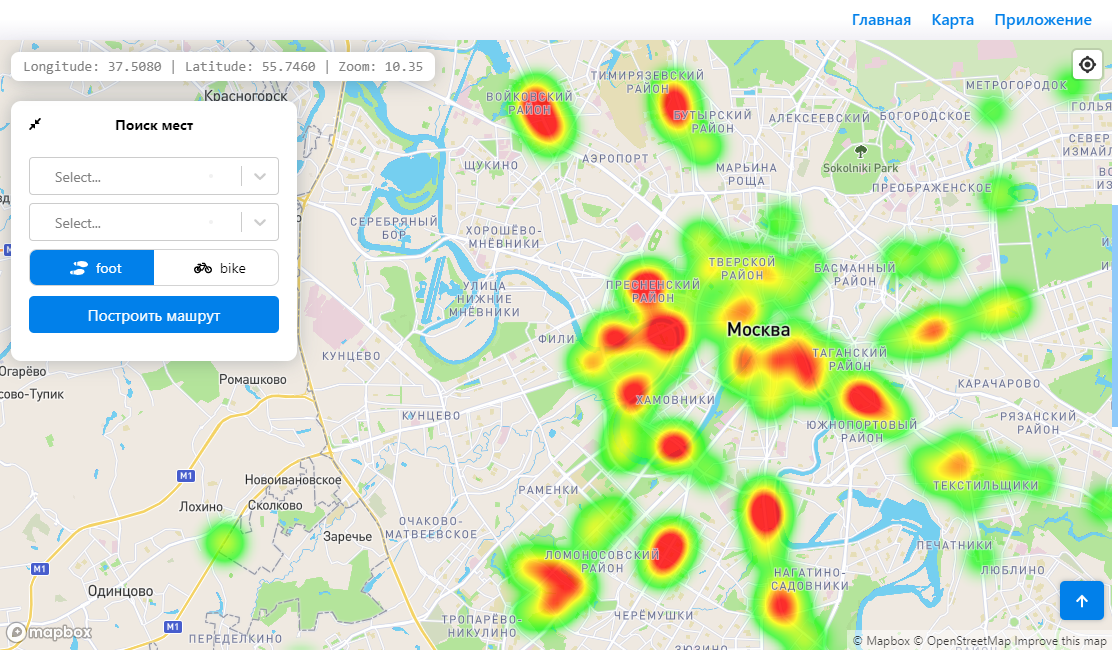 Главная Карта Приложение
Longitude: 37.5080 | Latitude: 55.7460 | Zoom: 10.35
Поиск мест
Select...
Select...
foot bike
Построить машрут
Красногорск
ВОЙКОВСКИЙ
РАЙОН
ТИМИРЯЗЕВСКИЙ
РАЙОН
БУТЫРСКИЙ
РАЙОН
АЛЕКСЕЕВСКИЙ
БОГОРОДСКОЕ
МЕТРОГОРОДОК
ГОЛЬЯ
СЕВЕР
ИЗМАЙЛ
ЩУКИНО
АЭРОПОРТ
МАРЬИНА
РОЩА
Sokolniki Park
ПРЕОБРАЖЕНСКОЕ
СЕРЕБРЯНЫЙ
БОР
ХОРОШЁВО-
МНЁВНИКИ
ТВЕРСКОЙ
РАЙОН
БАСМАННЫЙ
РАЙОН
УЛИЦА
НИЖНИЕ
МНЁВНИКИ
ПРЕСНЕНСКИЙ
РАЙОН
Москва
ФИЛИ
КУНЦЕВО
ТАГАНСКИЙ
РАЙОН
Огарёво
Ромашково
сово-Тупик
КАРАЧАРОВО
ХАМОВНИКИ
КУНЦЕВО
РЯЗАНСКИЙ
РАЙОН
ЮЖНОПОРТОВЫЙ
РАЙОН
M1
Новоивановское
РАМЕНКИ
ТЕКСТИЛЬЩИКИ
Лохино
Сколково
ОЧАКОВО-
МАТВЕЕВСКОЕ
Заречье
ПЕЧАТНИКИ
ЛОМОНОСОВСКИЙ
РАЙОН
M1
ЛЮБЛИНО
НАГАТИНО-
САДОВНИКИ
Одинцово
ЧЕРЁМУШКИ
ТРОПАРЁВО-
НИКУЛИНО
M1
ПЕРЕДЕЛКИНО
ЗЮЗИНО
mapbox
© Mapbox © OpenStreetMap Improve this map